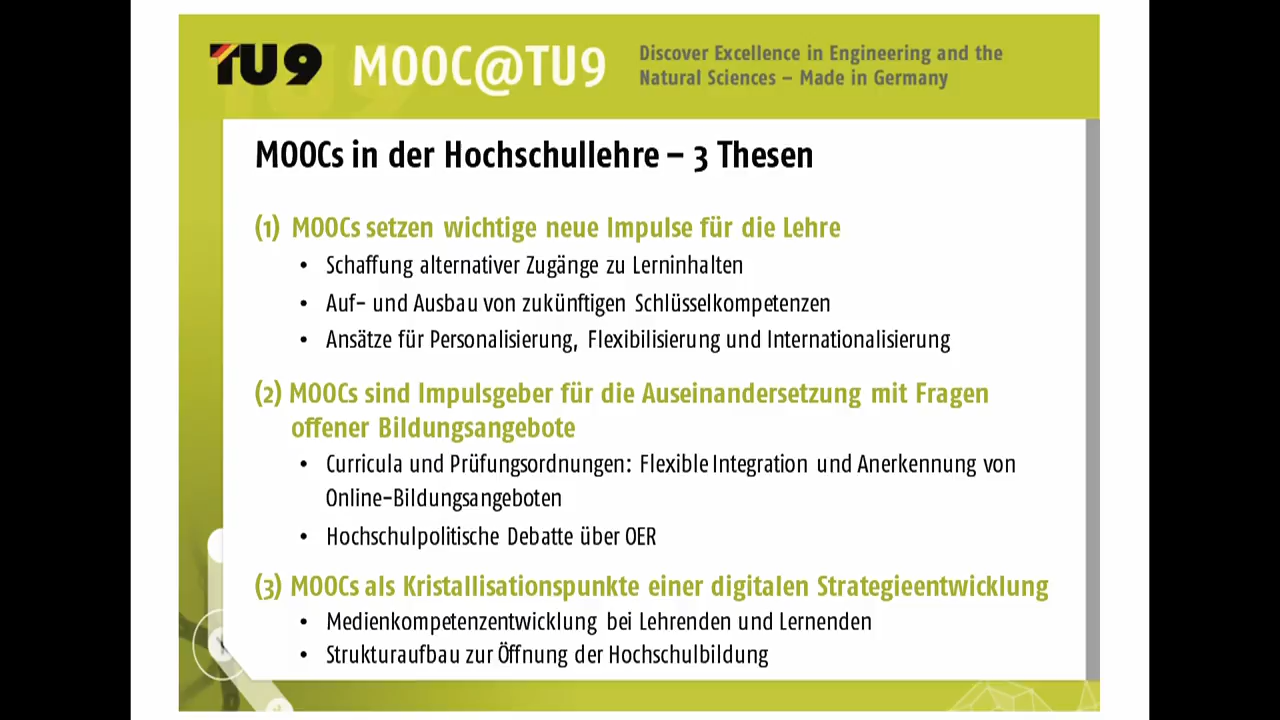 TU9 MOOC@TU9 Discover Excellence in Engineering and the
Natural Sciences – Made in Germany
MOOCs in der Hochschullehre – 3 Thesen
(1) MOOCs setzen wichtige neue Impulse für die Lehre
• Schaffung alternativer Zugänge zu Lerninhalten
• Auf- und Ausbau von zukünftigen Schlüsselkompetenzen
• Ansätze für Personalisierung, Flexibilisierung und Internationalisierung
(2) MOOCs sind Impulsgeber für die Auseinandersetzung mit Fragen
offener Bildungsangebote
• Curricula und Prüfungsordnungen: Flexible Integration und Anerkennung von
Online-Bildungsangeboten
• Hochschulpolitische Debatte über OER
(3) MOOCs als Kristallisationspunkte einer digitalen Strategieentwicklung
• Medienkompetenzentwicklung bei Lehrenden und Lernenden
• Strukturaufbau zur Öffnung der Hochschulbildung